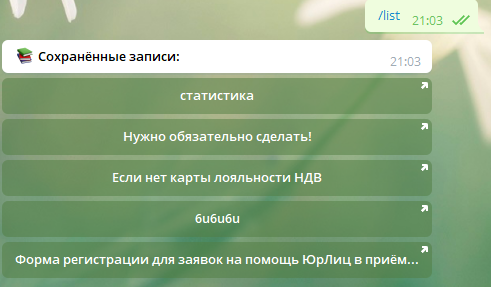 /list
21:03
Сохранённые записи:
21:03
статистика
Нужно обязательно сделать!
Если нет карты лояльности НДВ
6u6u6u
Форма регистрации для заявок на помощь ЮрЛиц в приём...